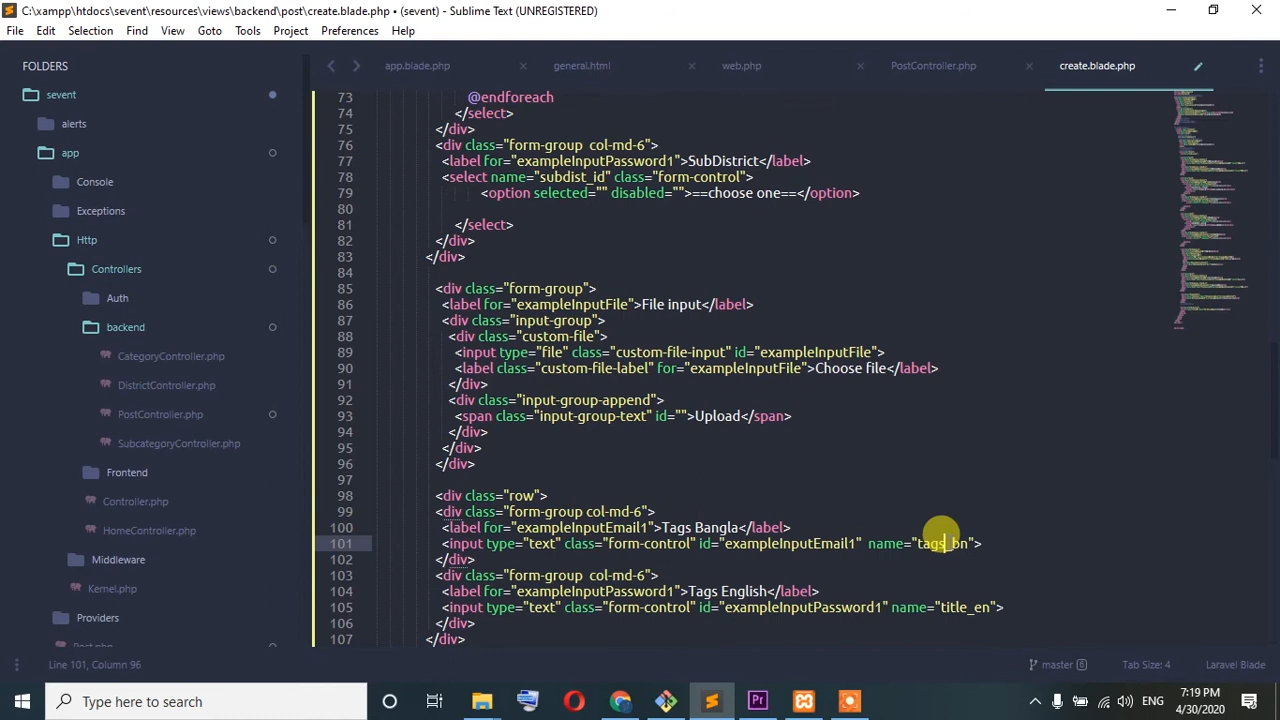 C:\xampp\htdocs\sevent\resources\views\backend\post\create.blade.php • (sevent) - Sublime Text (UNREGISTERED)
File Edit Selection Find View Goto Tools Project Preferences Help
FOLDERS
sevent
alerts
app
Console
Exceptions
Http
Controllers
Auth
backend
CategoryController.php
DistrictController.php
PostController.php
SubcategoryController.php
Frontend
Controller.php
HomeController.php
Middleware
Kernel.php
Providers
Post.php
app.blade.php general.html web.php PostController.php create.blade.php
73 @endforeach
74 </select>
75 </div>
76 <div class="form-group  col-md-6">
77 <label for="exampleInputPassword1">SubDistrict</label>
78 <select name="subdist_id" class="form-control">
79 <option selected="" disabled="">==choose one==</option>
80
81 </select>
82 </div>
83 </div>
84
85 <div class="form-group">
86 <label for="exampleInputFile">File input</label>
87 <div class="input-group">
88 <div class="custom-file">
89 <input type="file" class="custom-file-input" id="exampleInputFile">
90 <label class="custom-file-label" for="exampleInputFile">Choose file</label>
91 </div>
92 <div class="input-group-append">
93 <span class="input-group-text" id="">Upload</span>
94 </div>
95 </div>
96 </div>
97
98 <div class="row">
99 <div class="form-group col-md-6">
100 <label for="exampleInputEmail1">Tags Bangla</label>
101 <input type="text" class="form-control" id="exampleInputEmail1"  name="tags_bn">
102 </div>
103 <div class="form-group  col-md-6">
104 <label for="exampleInputPassword1">Tags English</label>
105 <input type="text" class="form-control" id="exampleInputPassword1" name="title_en">
106 </div>
107 </div>
Line 101, Column 96 master 6 Tab Size: 4 Laravel Blade
Type here to search
ENG
7:19 PM
4/30/2020